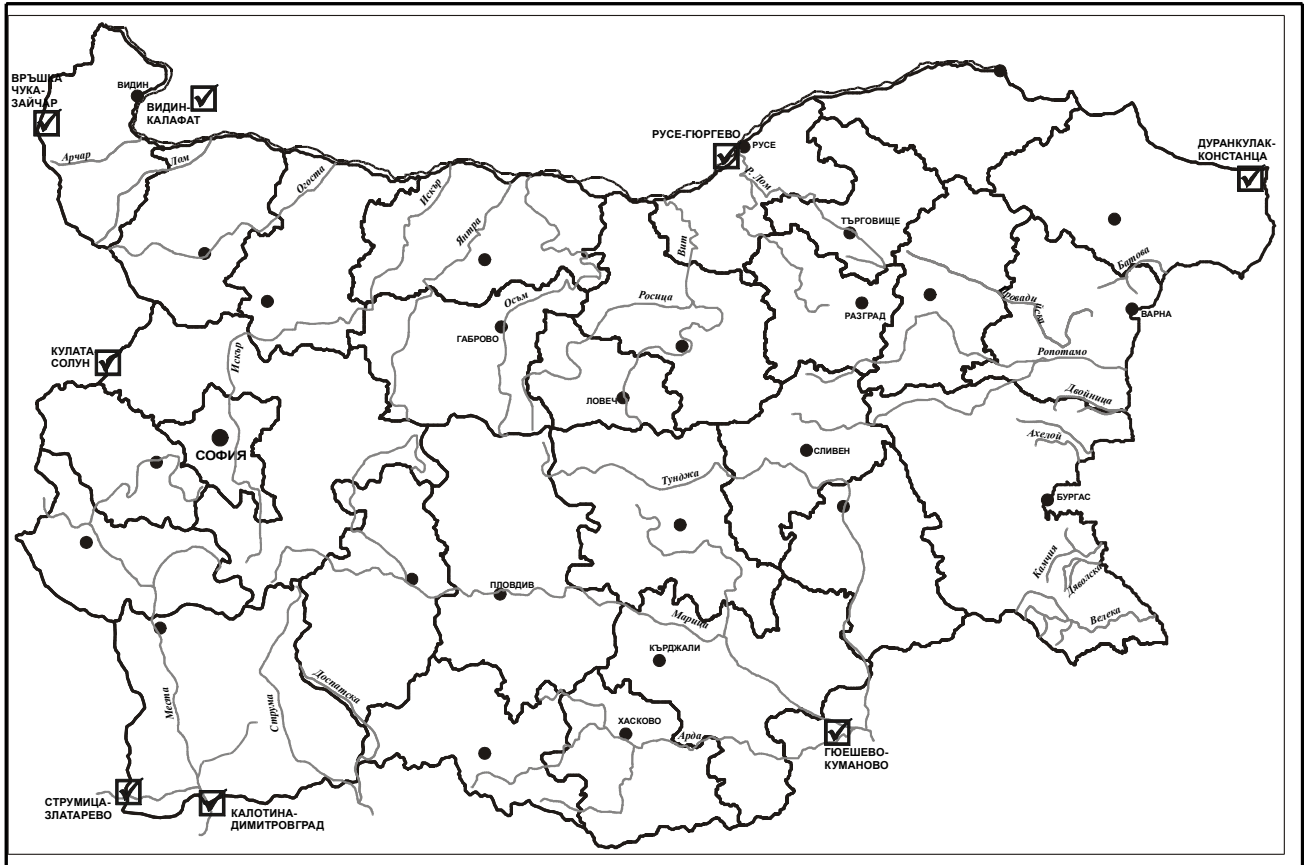 ВРЪШКА
ЧУКА-
ЗАЙЧАР
ВИДИН
ВИДИН-
КАЛАФАТ
РУСЕ-ГЮРГЕВО
РУСЕ
ДУРАНКУЛАК-
КОНСТАНЦА
Арчар
Лом
Огоста
Искър
Янтра
Р. Лом
ТЪРГОВИЩЕ
Вит
Батова
Осъм
Росица
РАЗГРАД
Провадийска
ВАРНА
ГАБРОВО
КУЛАТА
СОЛУН
Искър
Ропотамо
ЛОВЕЧ
Двойница
Ахелой
СОФИЯ
СЛИВЕН
Тунджа
БУРГАС
Камчия
Дяволска
Велека
ПЛОВДИВ
Марица
КЪРДЖАЛИ
Доспатска
Места
Струма
ХАСКОВО
Арда
ГЮЕШЕВО-
КУМАНОВО
СТРУМИЦА-
ЗЛАТАРЕВО
КАЛОТИНА-
ДИМИТРОВГРАД